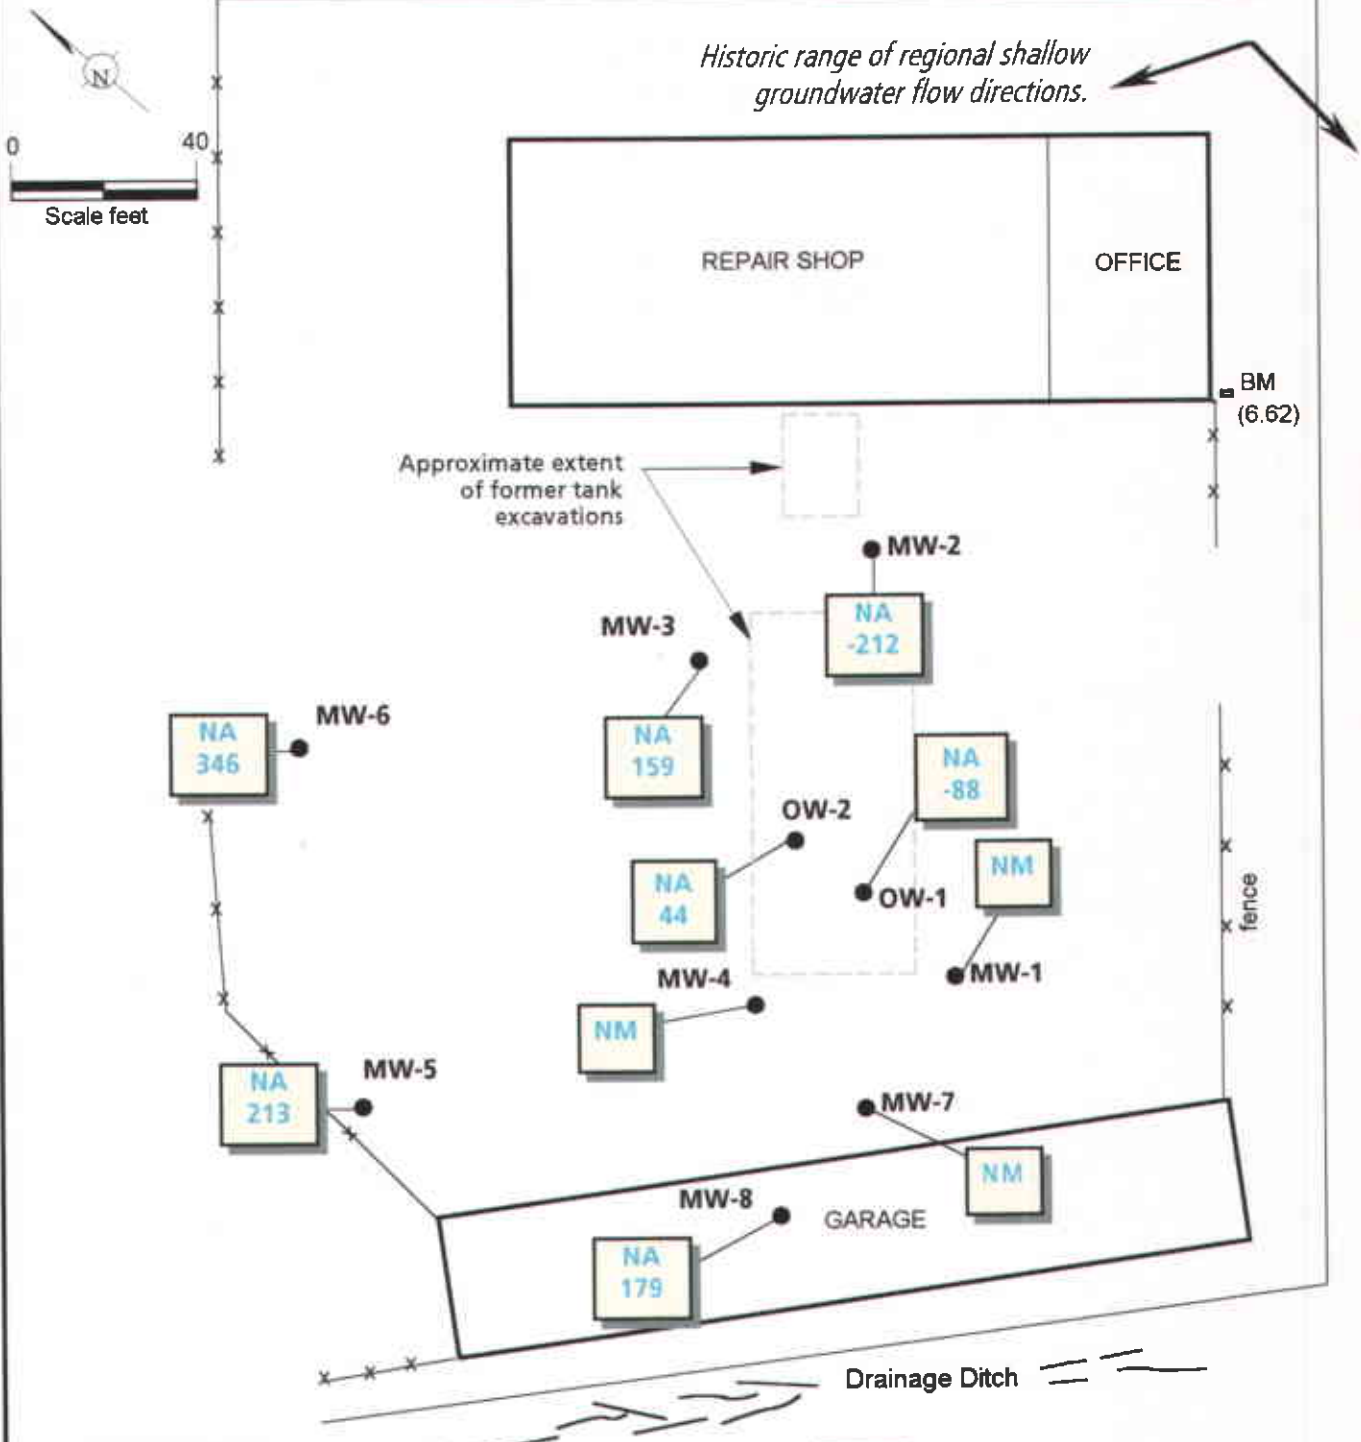 Historic range of regional shallow
groundwater flow directions.
N
0 40
Scale feet
REPAIR SHOP
OFFICE
BM
(6.62)
Approximate extent
of former tank
excavations
MW-2
NA
-212
MW-3
NA
159
MW-6
NA
346
NA
-88
OW-2
NA
44
NM
OW-1
MW-1
fence
MW-4
NM
MW-5
NA
213
MW-7
NM
MW-8
GARAGE
NA
179
Drainage Ditch